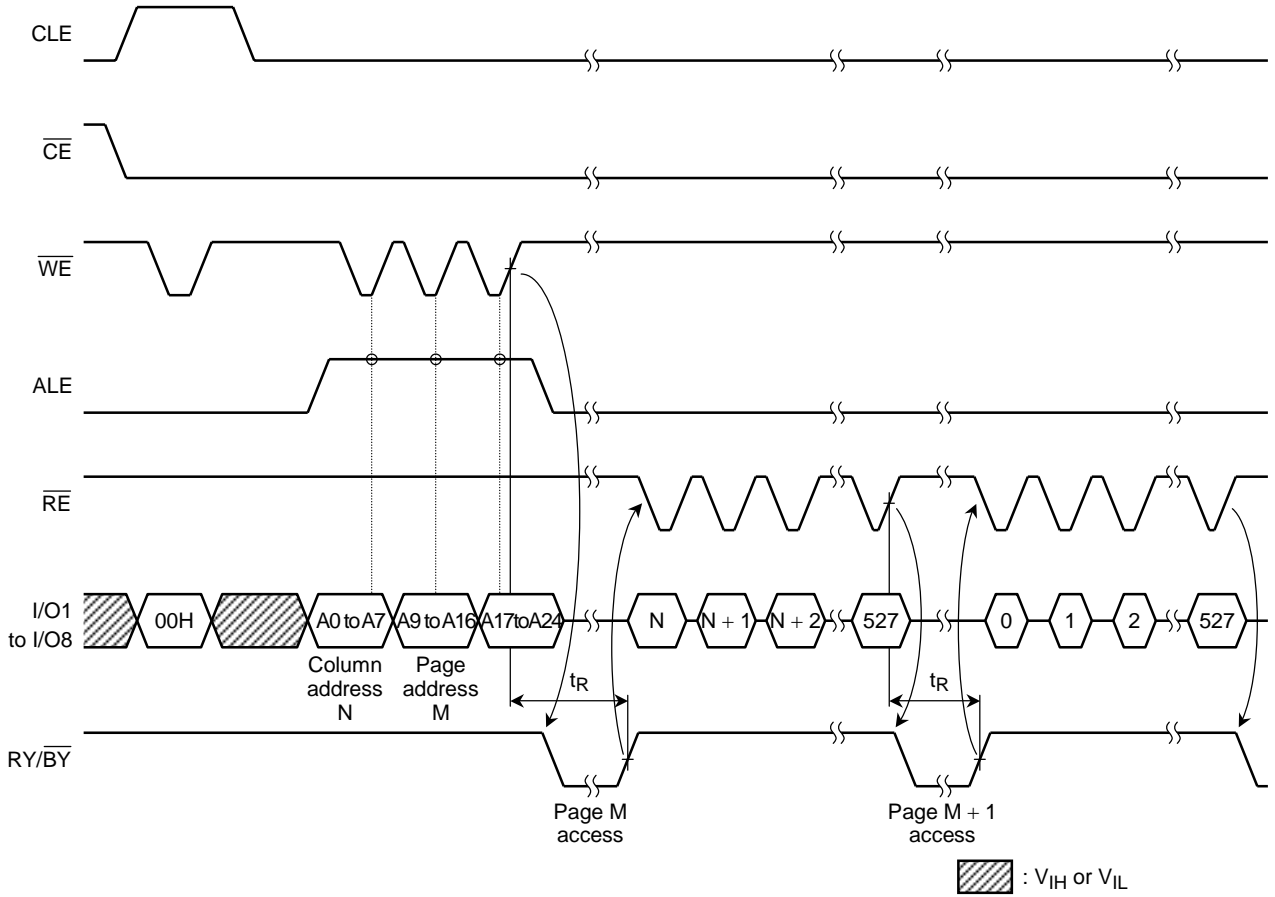 CLE
CE
WE
ALE
RE
I/O1
to I/O8
00H
A0 to A7
A9 to A16
A17 to A24
N
N + 1
N + 2
527
0
1
2
527
Column
address
N
Page
address
M
tR
tR
RY/BY
Page M
access
Page M + 1
access
: VIH or VIL